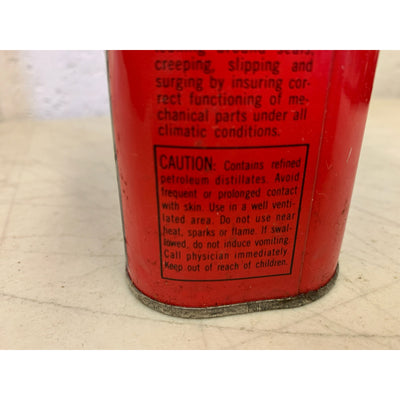 leaking around seals,
creeping, slipping and
surging by insuring cor-
rect functioning of me-
chanical parts under all
climatic conditions.
CAUTION: Contains refined
petroleum distillates. Avoid
frequent or prolonged contact
with skin. Use in a well venti-
lated area. Do not use near
heat, sparks or flame. If swal-
lowed, do not induce vomiting.
Call physician immediately.
Keep out of reach of children.